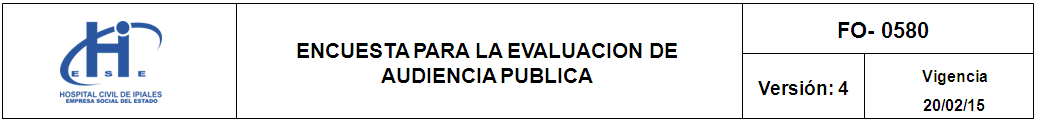 E S E
HOSPITAL CIVIL DE IPIALES
EMPRESA SOCIAL DEL ESTADO
ENCUESTA PARA LA EVALUACION DE
AUDIENCIA PUBLICA
FO- 0580
Versión: 4
Vigencia
20/02/15